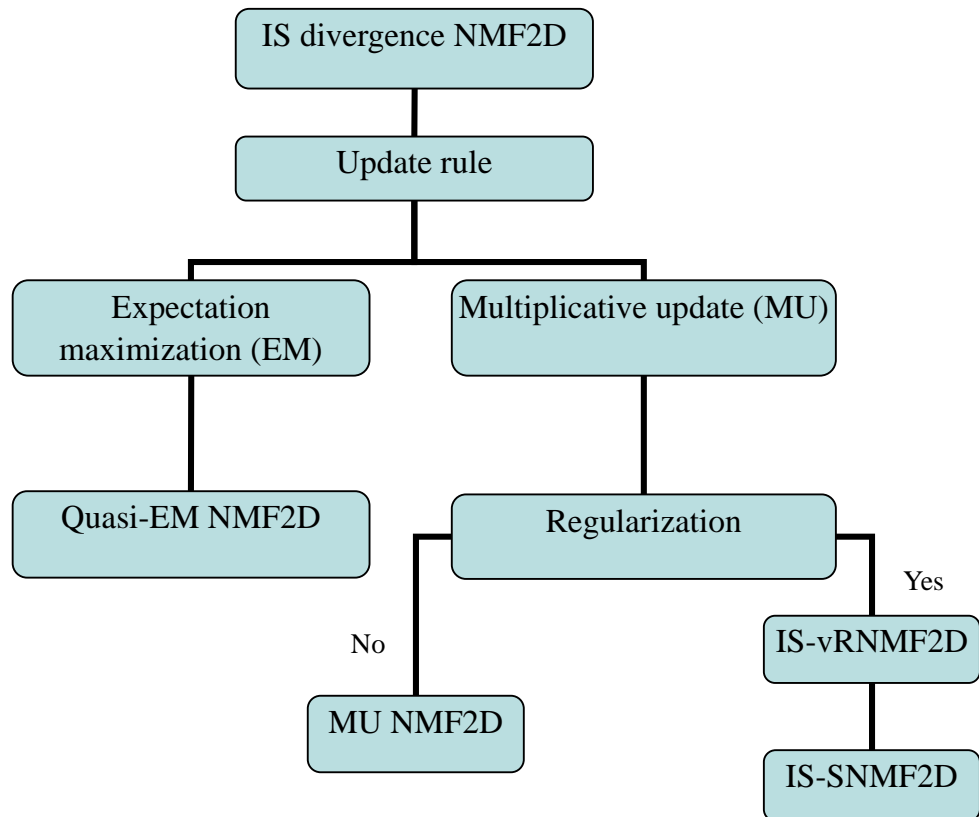 IS divergence NMF2D
Update rule
Expectation
maximization (EM)
Multiplicative update (MU)
Quasi-EM NMF2D
Regularization
No
Yes
MU NMF2D
IS-vRNMF2D
IS-SNMF2D